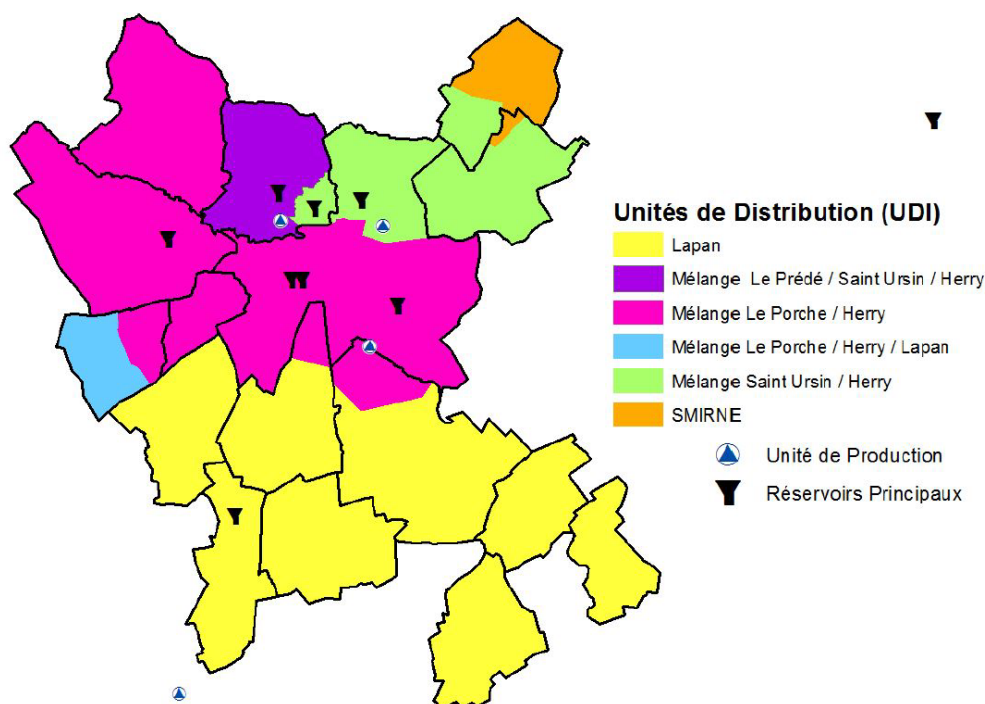 Unités de Distribution (UDI)
Lapan
Mélange Le Prédé / Saint Ursin / Herry
Mélange Le Porche / Herry
Mélange Le Porche / Herry / Lapan
Mélange Saint Ursin / Herry
SMIRNE
Unité de Production
Réservoirs Principaux